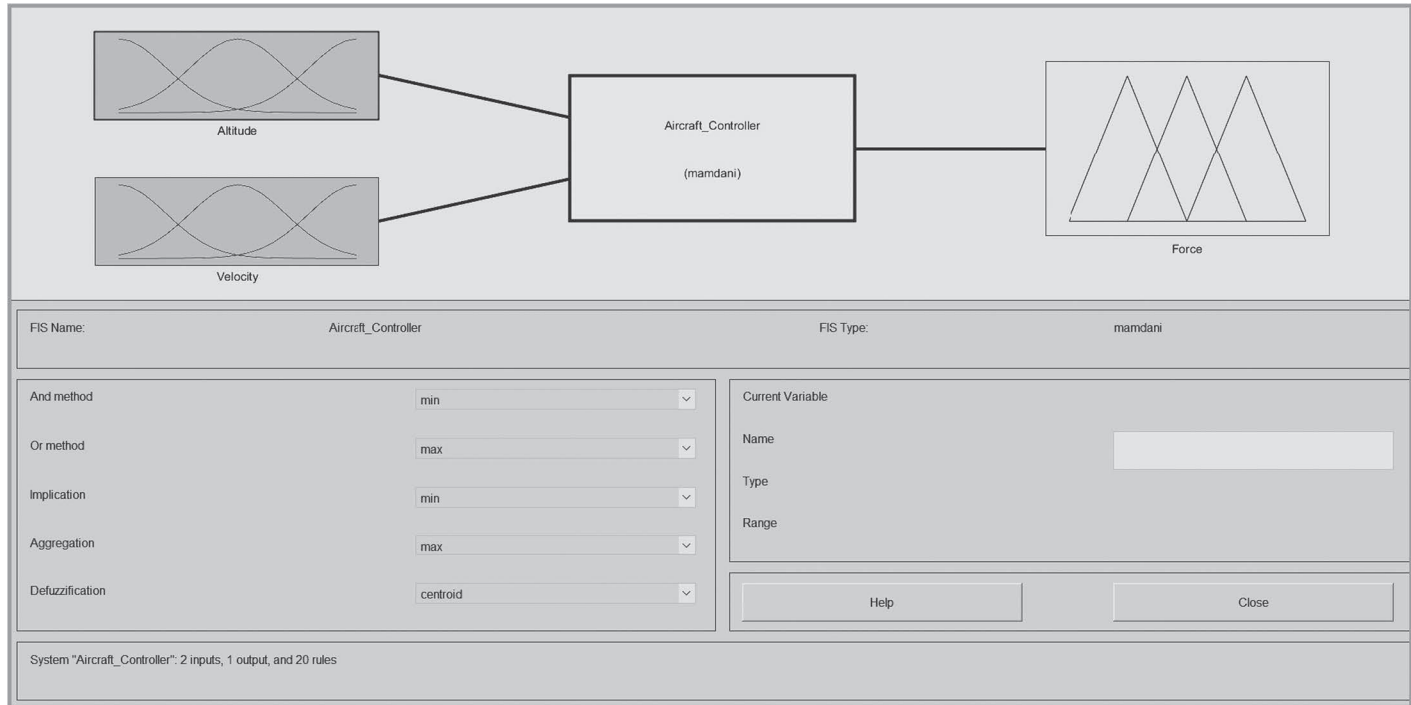 Altitude
Velocity
Aircraft_Controller
(mamdani)
Force
FIS Name:
Aircraft_Controller
FIS Type:
mamdani
And method
min
Or method
max
Implication
min
Aggregation
max
Defuzzification
centroid
Current Variable
Name
Type
Range
Help
Close
System "Aircraft_Controller": 2 inputs, 1 output, and 20 rules